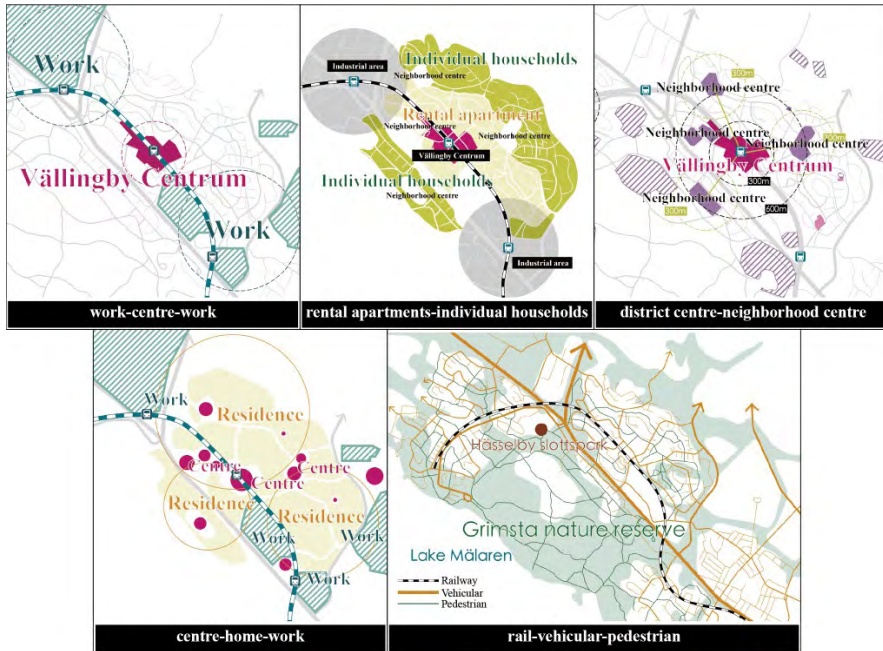 Work
Vällingby Centrum
Work
work-centre-work
Individual households
Neighborhood centre
Industrial area
Rental apartment
Neighborhood centre
Neighborhood centre
Vällingby Centrum
Individual households
Neighborhood centre
Industrial area
rental apartments-individual households
300m
Neighborhood centre
Neighborhood centre
Neighborhood centre
Vällingby Centrum
300m
Neighborhood centre
300m
600m
district centre-neighborhood centre
Work
Residence
Centre
Centre
Centre
Residence
Residence
Work
Work
Work
centre-home-work
Hässelby slottspark
Grimsta nature reserve
Lake Mälaren
Railway
Vehicular
Pedestrian
rail-vehicular-pedestrian